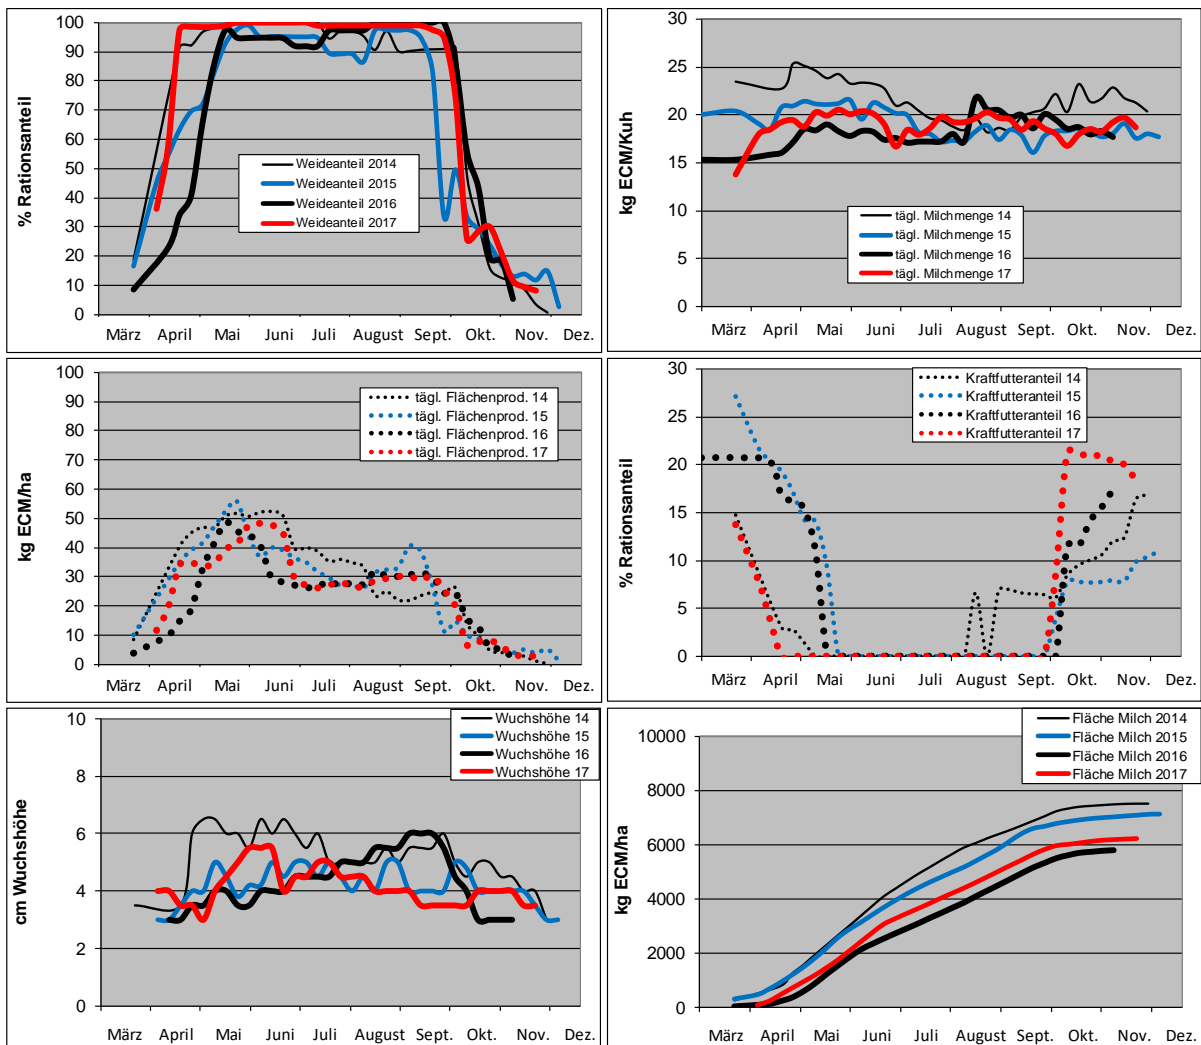 % Rationsanteil
100
90
80
70
60
50
40
30
20
10
0
Weideanteil 2014
Weideanteil 2015
Weideanteil 2016
Weideanteil 2017
März April Mai Juni Juli August Sept. Okt. Nov. Dez.
kg ECM/Kuh
30
25
20
15
10
5
0
tägl. Milchmenge 14
tägl. Milchmenge 15
tägl. Milchmenge 16
tägl. Milchmenge 17
März April Mai Juni Juli August Sept. Okt. Nov. Dez.
kg ECM/ha
100
90
80
70
60
50
40
30
20
10
0
tägl. Flächenprod. 14
tägl. Flächenprod. 15
tägl. Flächenprod. 16
tägl. Flächenprod. 17
März April Mai Juni Juli August Sept. Okt. Nov. Dez.
% Rationsanteil
30
25
20
15
10
5
0
Kraftfutteranteil 14
Kraftfutteranteil 15
Kraftfutteranteil 16
Kraftfutteranteil 17
März April Mai Juni Juli August Sept. Okt. Nov. Dez.
cm Wuchshöhe
10
8
6
4
2
0
Wuchshöhe 14
Wuchshöhe 15
Wuchshöhe 16
Wuchshöhe 17
März April Mai Juni Juli August Sept. Okt. Nov. Dez.
kg ECM/ha
10000
8000
6000
4000
2000
0
Fläche Milch 2014
Fläche Milch 2015
Fläche Milch 2016
Fläche Milch 2017
März April Mai Juni Juli August Sept. Okt. Nov. Dez.